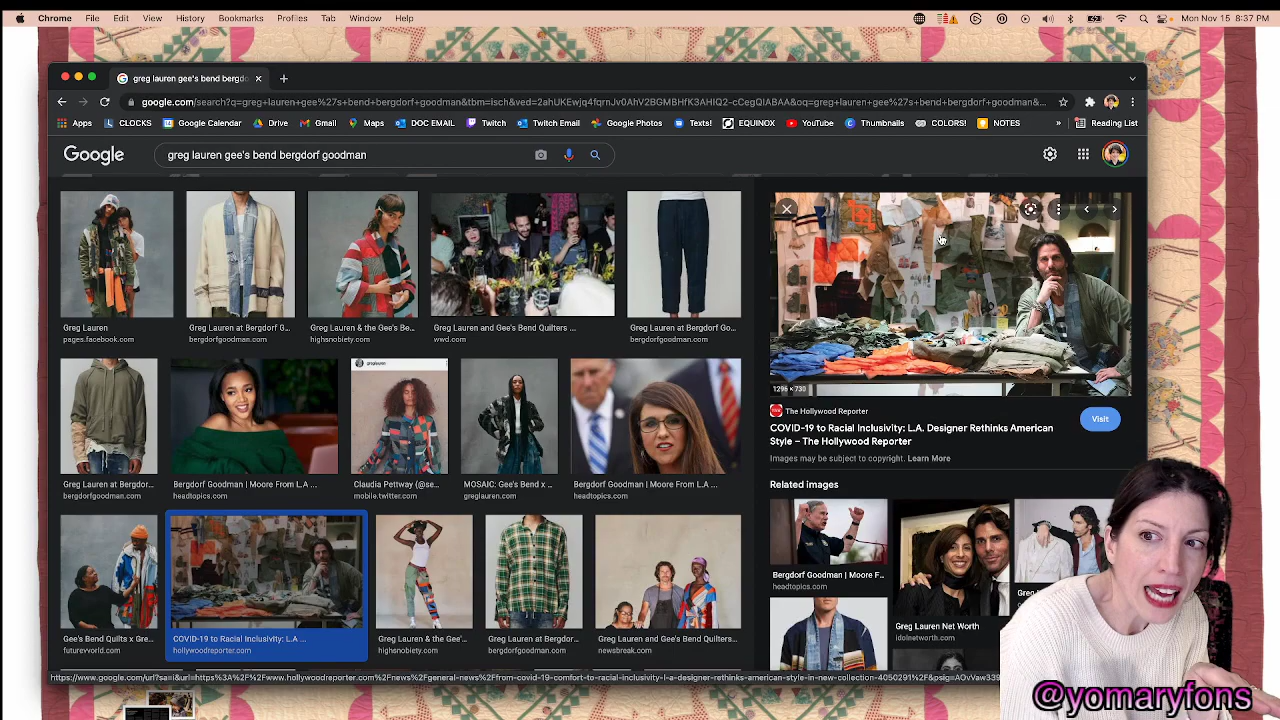 Chrome File Edit View History Bookmarks Profiles Tab Window Help Mon Nov 15 8:37 PM
greg lauren gee's bend bergdo
google.com/search?q=greg+lauren+gee%27s+bend+bergdorf+goodman&tbm=isch&ved=2ahUKEwjq4fqrnJv0AhV2BGMBHfK3AHIQ2-cCegQIABAA&oq=greg+lauren+gee%27s+bend+bergdorf+goodman&...
Apps CLOCKS Google Calendar Drive Gmail Maps DOC EMAIL Twitch Twitch Email Google Photos Texts! EQUINOX YouTube Thumbnails COLORS! NOTES » Reading List
Google greg lauren gee's bend bergdorf goodman
Greg Lauren
pages.facebook.com
Greg Lauren at Bergdorf G...
bergdorfgoodman.com
Greg Lauren & the Gee's Be...
highsnobiety.com
Greg Lauren and Gee's Bend Quilters ...
wwd.com
Greg Lauren at Bergdorf Go...
bergdorfgoodman.com
Greg Lauren at Bergdor...
bergdorfgoodman.com
Bergdorf Goodman | Moore From L.A ...
headtopics.com
greglauren
Claudia Pettway (@se...
mobile.twitter.com
MOSAIC: Gee's Bend x ...
greglauren.com
Bergdorf Goodman | Moore From L.A ...
headtopics.com
Gee's Bend Quilts x Gre...
futurevvorld.com
COVID-19 to Racial Inclusivity: L.A ...
hollywoodreporter.com
Greg Lauren & the Gee'...
highsnobiety.com
Greg Lauren at Bergdor...
bergdorfgoodman.com
Greg Lauren and Gee's Bend Quilters...
newsbreak.com
1296 × 730
The Hollywood Reporter
COVID-19 to Racial Inclusivity: L.A. Designer Rethinks American
Style – The Hollywood Reporter
Visit
Images may be subject to copyright. Learn More
Related images
Bergdorf Goodman | Moore F...
headtopics.com
Greg Lauren Net Worth
idolnetworth.com
Greg
https://www.google.com/url?sa=i&url=https%3A%2F%2Fwww.hollywoodreporter.com%2Fnews%2Fgeneral-news%2Ffrom-covid-19-comfort-to-racial-inclusivity-l-a-designer-rethinks-american-style-in-new-collection-4050291%2F&psig=AOvVaw339
@yomaryfons